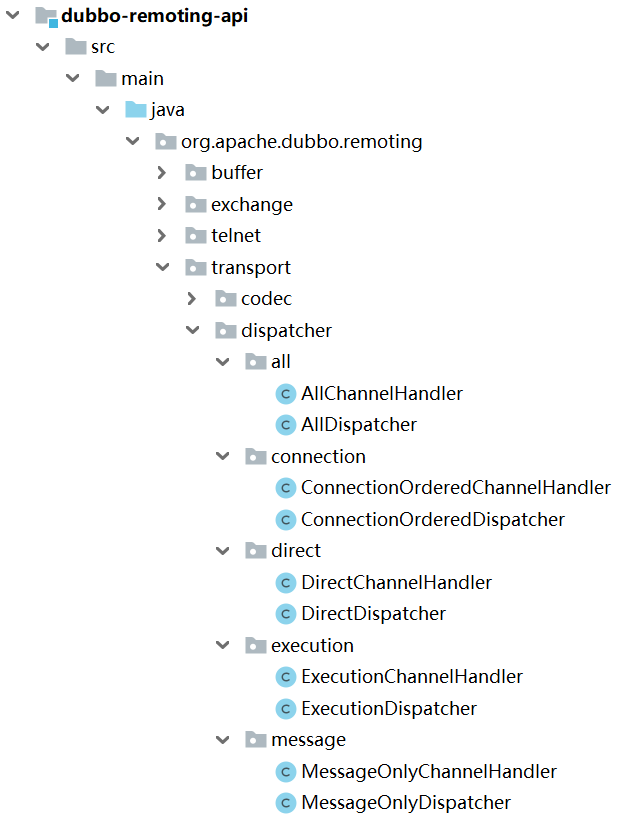 dubbo-remoting-api
src
main
java
org.apache.dubbo.remoting
buffer
exchange
telnet
transport
codec
dispatcher
all
C AllChannelHandler
C AllDispatcher
connection
C ConnectionOrderedChannelHandler
C ConnectionOrderedDispatcher
direct
C DirectChannelHandler
C DirectDispatcher
execution
C ExecutionChannelHandler
C ExecutionDispatcher
message
C MessageOnlyChannelHandler
C MessageOnlyDispatcher